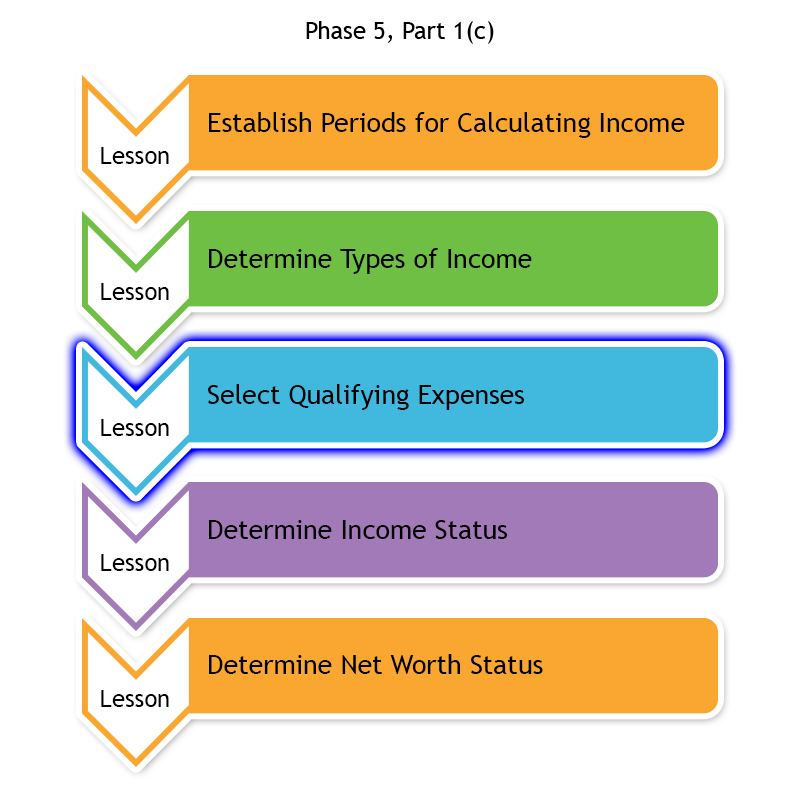 Phase 5, Part 1(c)
Lesson
Establish Periods for Calculating Income
Lesson
Determine Types of Income
Lesson
Select Qualifying Expenses
Lesson
Determine Income Status
Lesson
Determine Net Worth Status